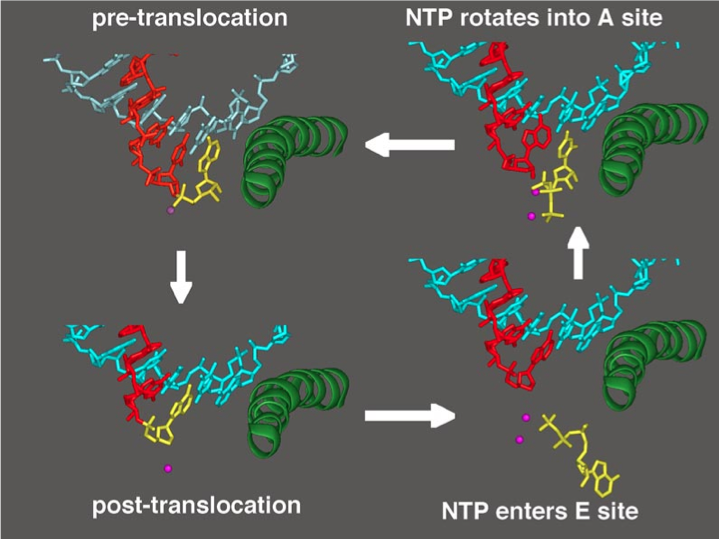 pre-translocation
NTP rotates into A site
post-translocation
NTP enters E site